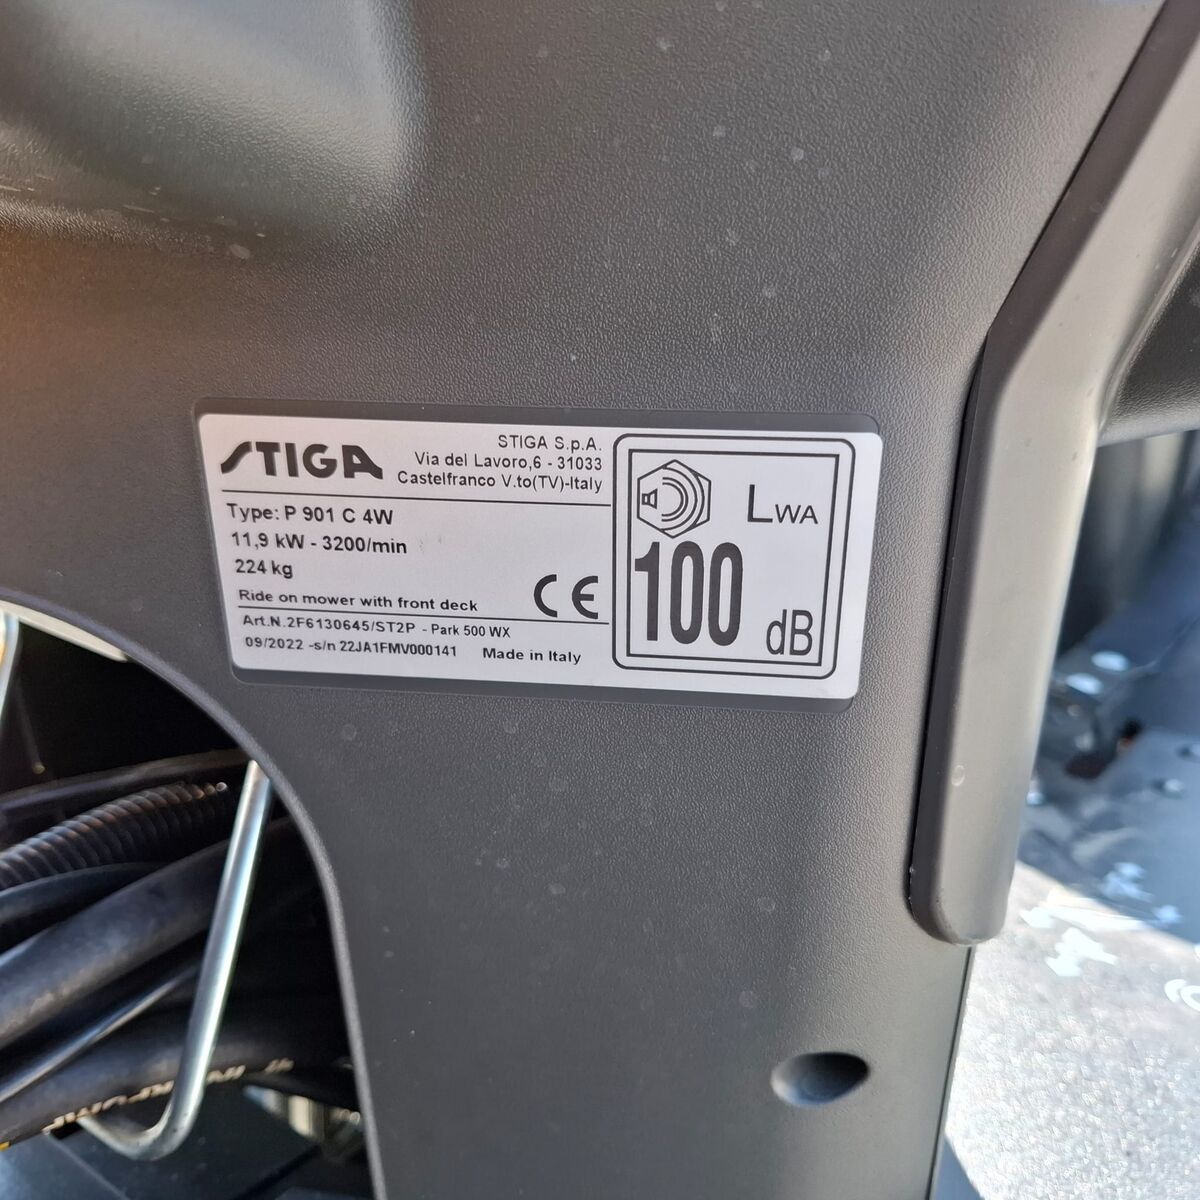 STIGA
STIGA S.p.A.
Via del Lavoro,6 - 31033
Castelfranco V.to(TV)-Italy
Type: P 901 C 4W
11,9 kW - 3200/min
224 kg
Ride on mower with front deck
CE
Art.N.2F6130645/ST2P - Park 500 WX
09/2022 -s/n 22JA1FMV000141 Made in Italy
LWA
100
dB